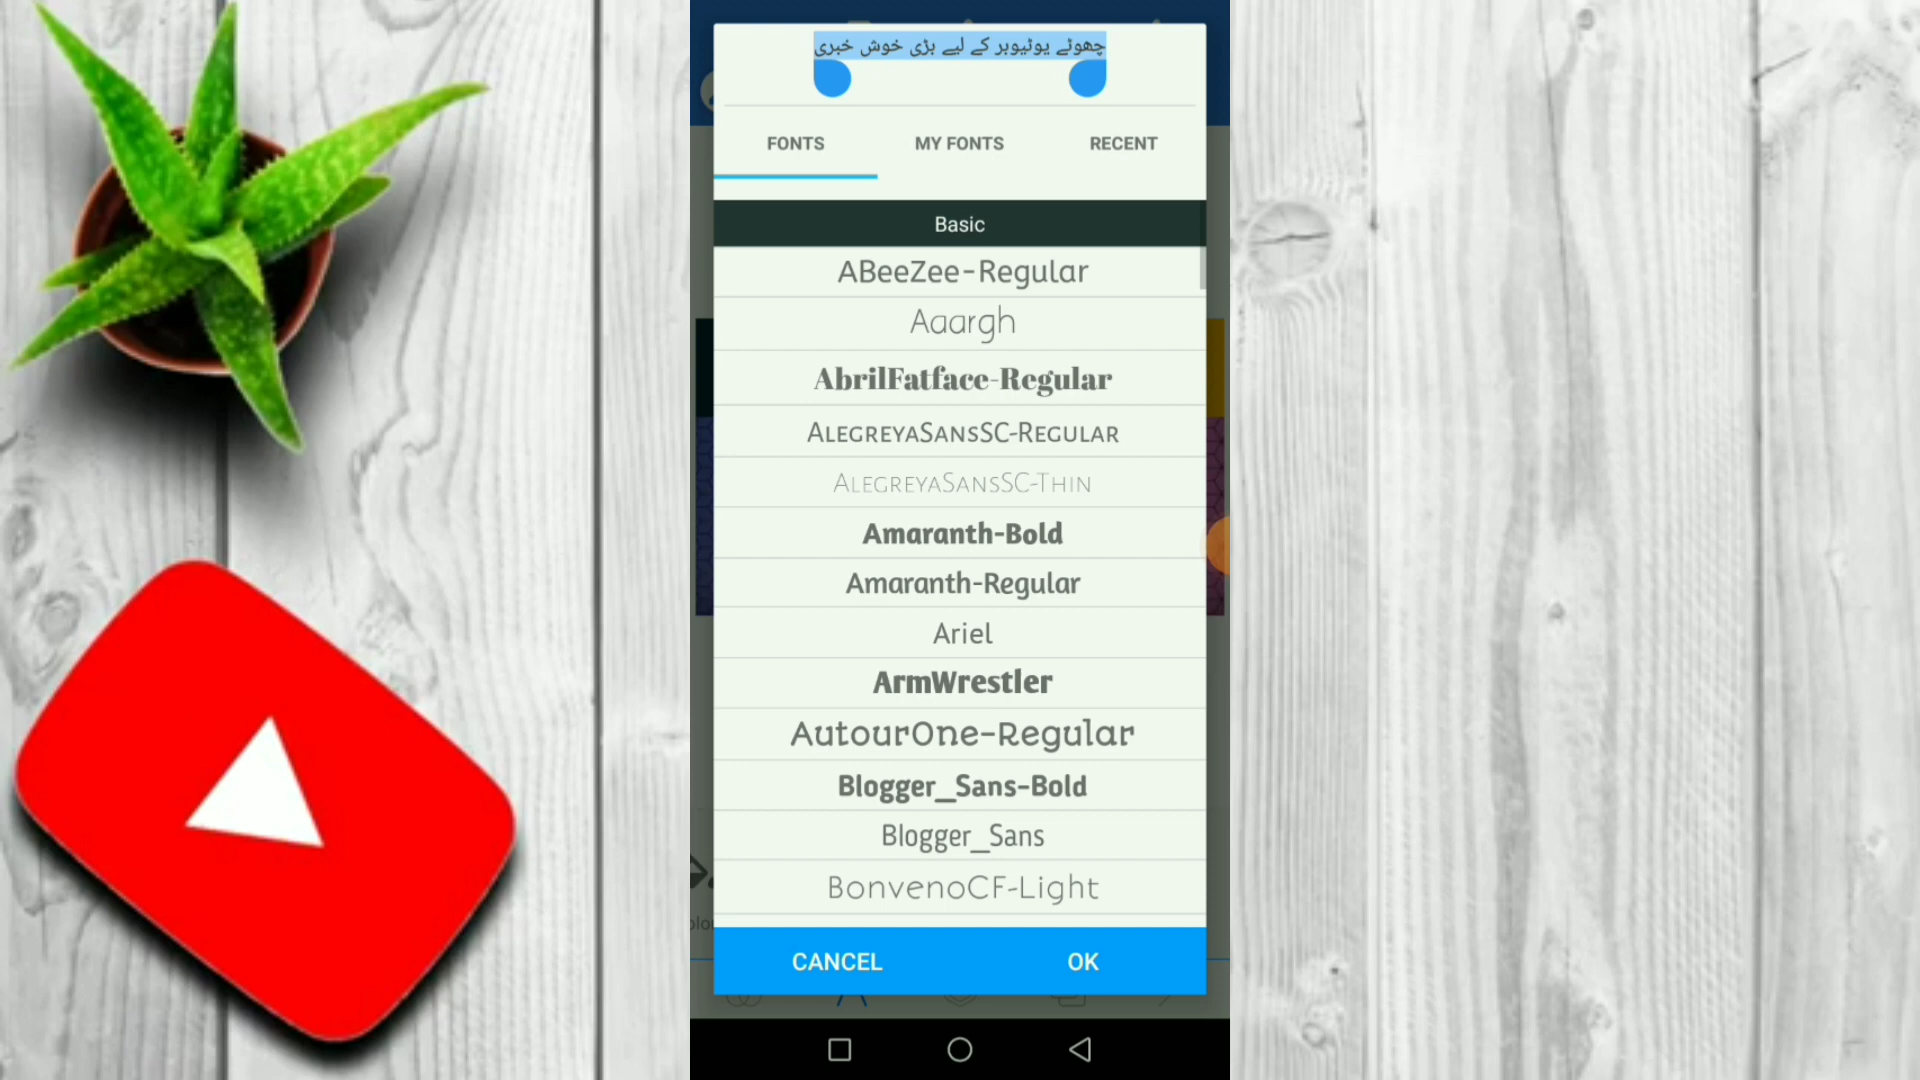 چھوٹے یوٹیوبر کے لیے بڑی خوش خبری
FONTS
MY FONTS
RECENT
Basic
ABeeZee-Regular
Aaargh
AbrilFatface-Regular
AlegreyaSansSC-Regular
AlegreyaSansSC-Thin
Amaranth-Bold
Amaranth-Regular
Ariel
ArmWrestler
AutourOne-Regular
Blogger_Sans-Bold
Blogger_Sans
BonvenoCF-Light
CANCEL
OK